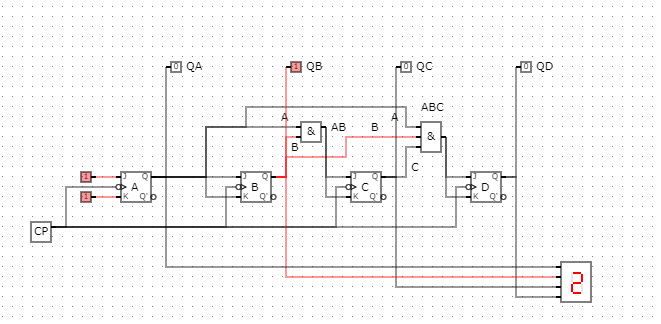 0 QA
1 QB
0 QC
0 QD
ABC
A
A
&
AB
B
&
B
C
1 J Q
J Q
J Q
J Q
A
B
C
D
1 K Q'
K Q'
K Q'
K Q'
CP
2